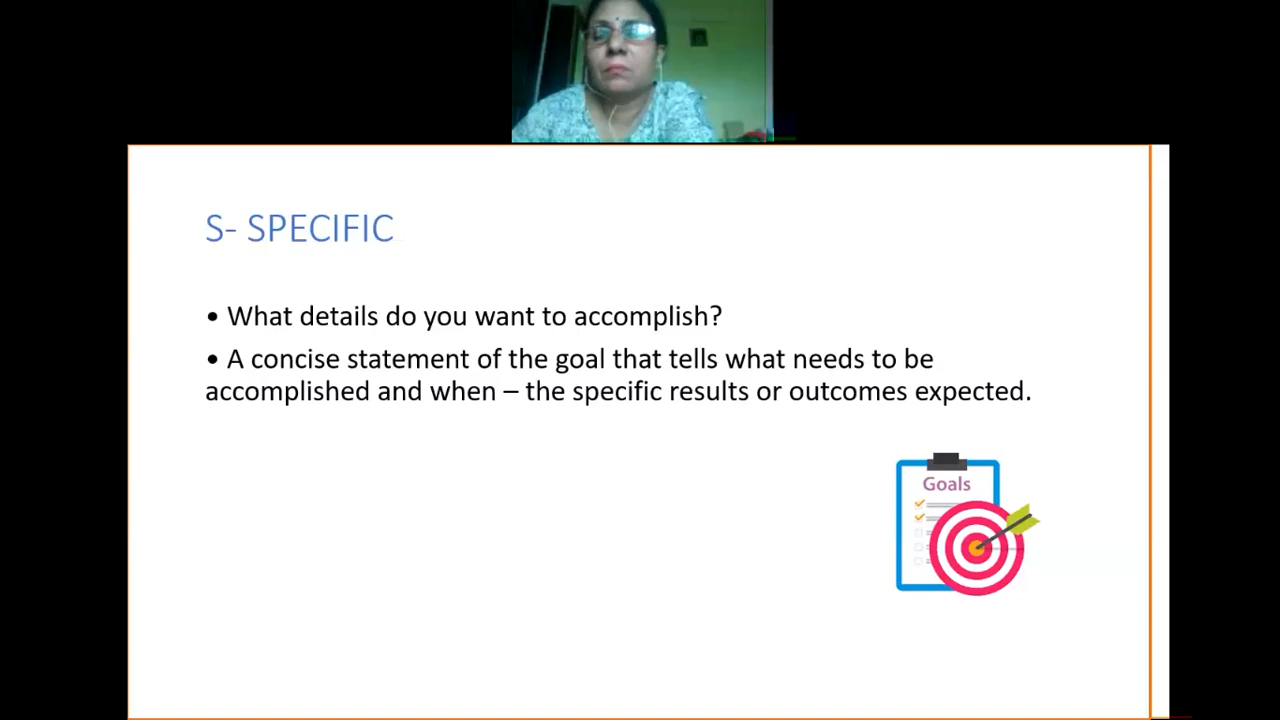 S- SPECIFIC
• What details do you want to accomplish?
• A concise statement of the goal that tells what needs to be
accomplished and when – the specific results or outcomes expected.
Goals